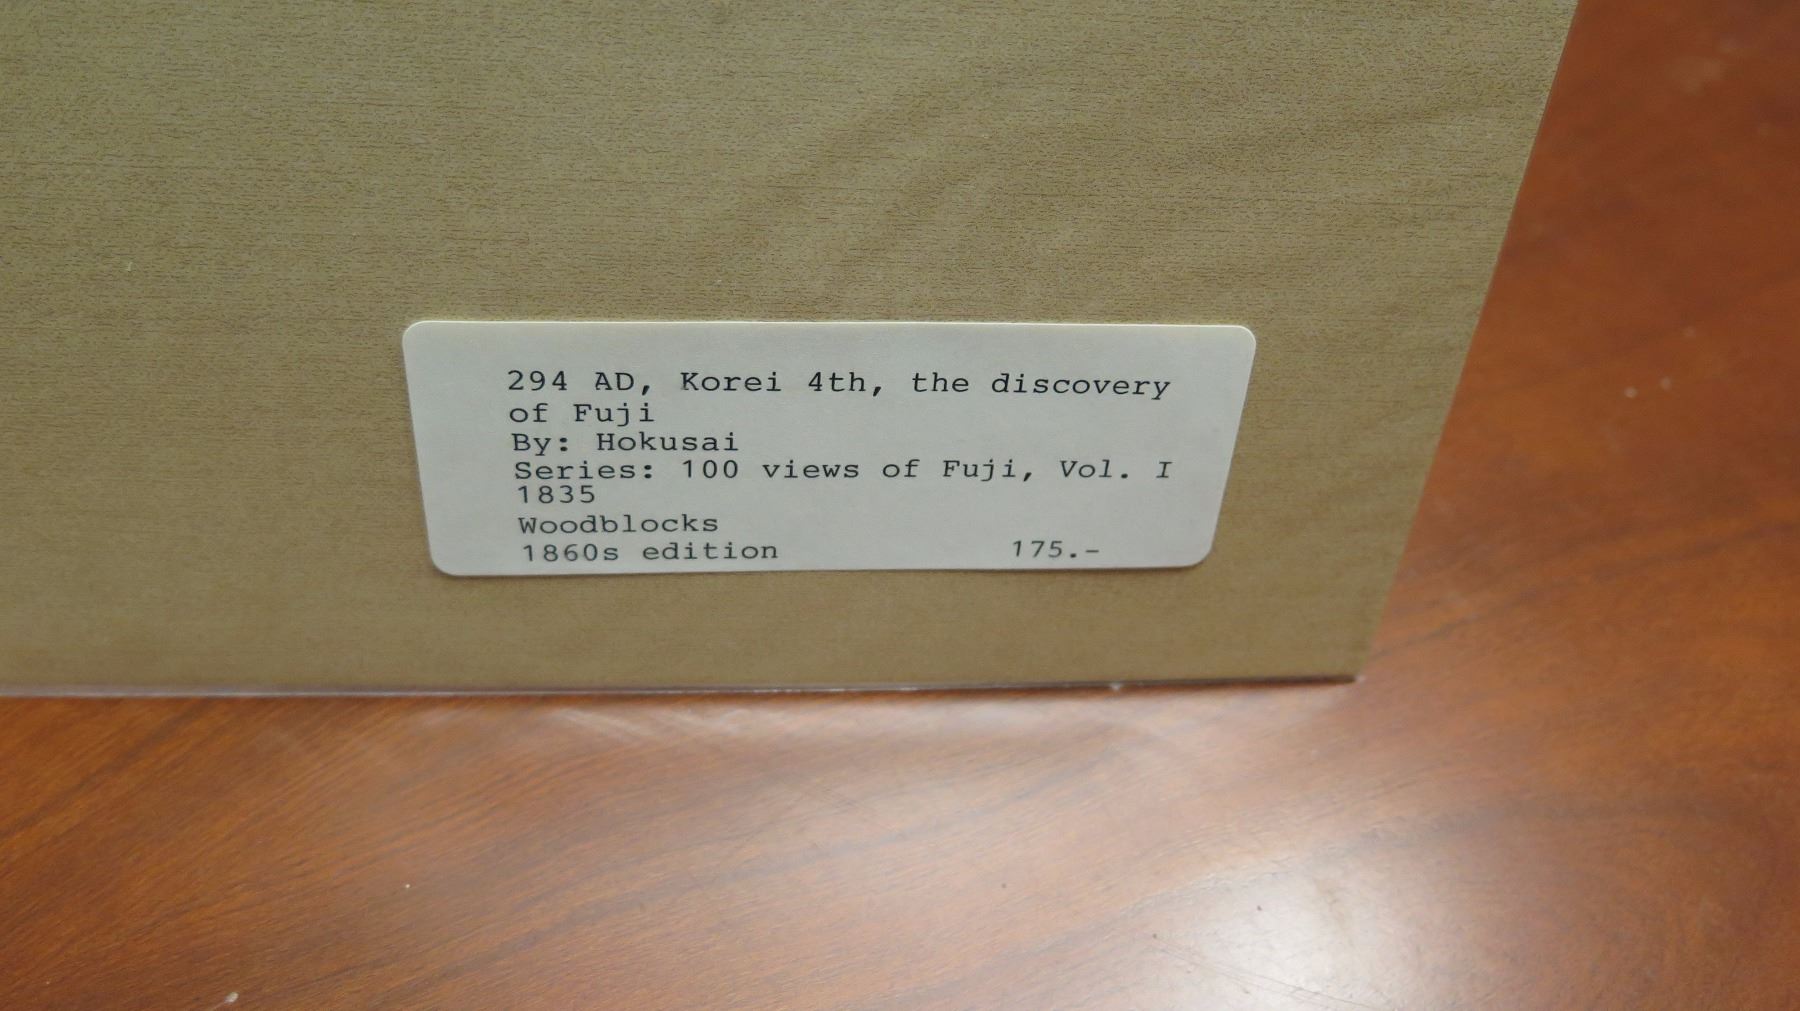 294 AD, Korei 4th, the discovery
of Fuji
By: Hokusai
Series: 100 views of Fuji, Vol. I
1835
Woodblocks
1860s edition 175.-